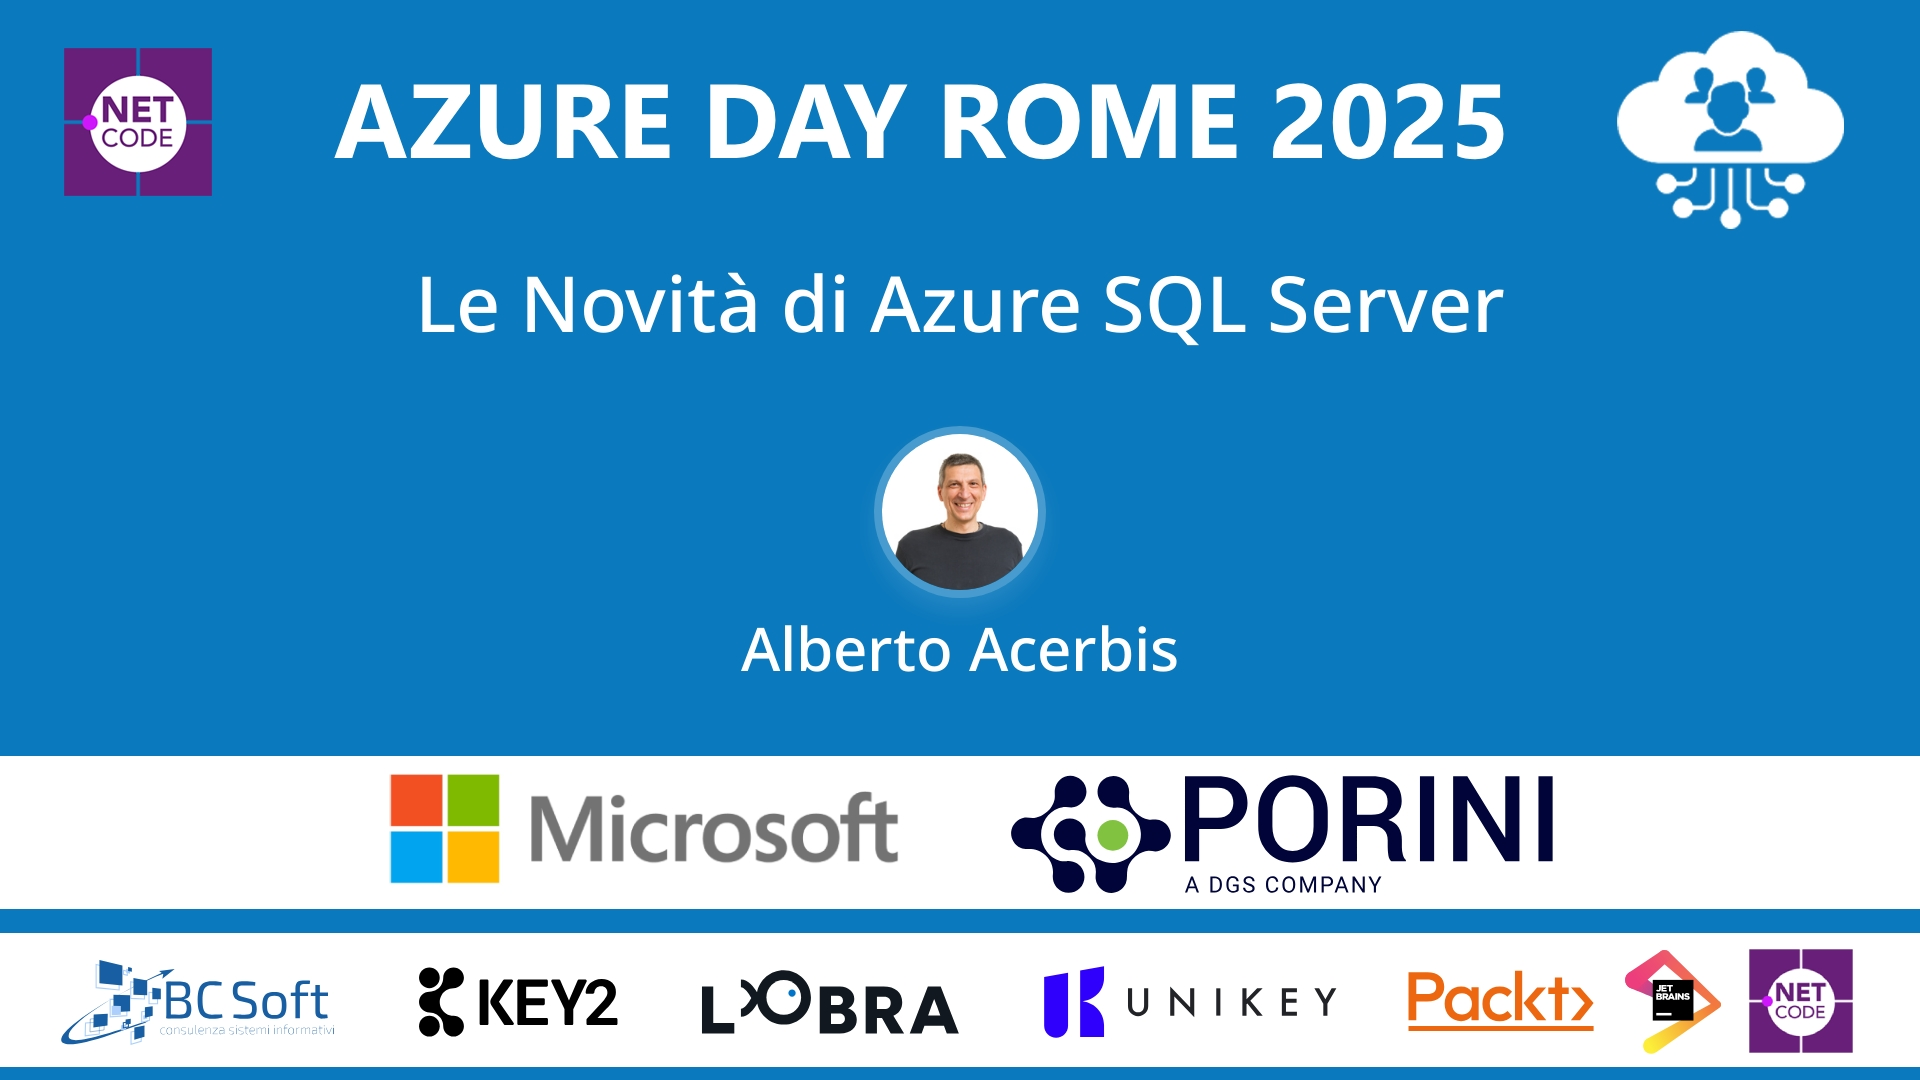 NET
CODE
AZURE DAY ROME 2025
Le Novità di Azure SQL Server
Alberto Acerbis
Microsoft
PORINI
A DGS COMPANY
BC Soft
consulenza sistemi informativi
KEY2
LOBRA
UNIKEY
Packt
JET
BRAINS
NET
CODE